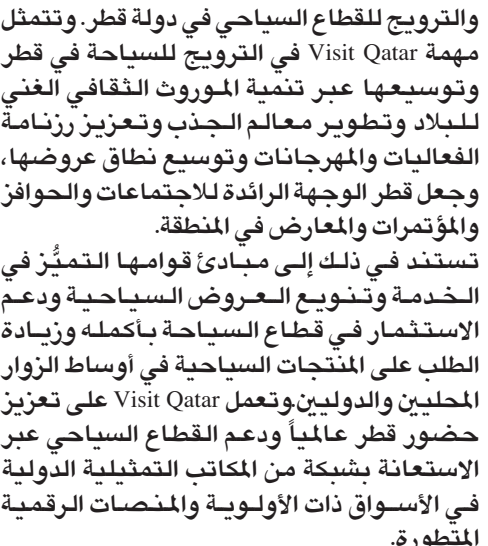 والترويج للقطاع السياحي في دولة قطر. وتتمثل
مهمة Visit Qatar في الترويج للسياحة في قطر
وتوسيعها عبر تنمية الموروث الثقافي الغني
للبلاد وتطوير معالم الجذب وتعزيز رزنامة
الفعاليات والمهرجانات وتوسيع نطاق عروضها،
وجعل قطر الوجهة الرائدة للاجتماعات والحوافز
والمؤتمرات والمعارض في المنطقة.
تستند في ذلك إلى مبادئ قوامها التميُّز في
الخدمة وتنويع العروض السياحية ودعم
الاستثمار في قطاع السياحة بأكمله وزيادة
الطلب على المنتجات السياحية في أوساط الزوار
المحليين والدوليين.وتعمل Visit Qatar على تعزيز
حضور قطر عالمياً ودعم القطاع السياحي عبر
الاستعانة بشبكة من المكاتب التمثيلية الدولية
في الأسواق ذات الأولوية والمنصات الرقمية
المتطورة.